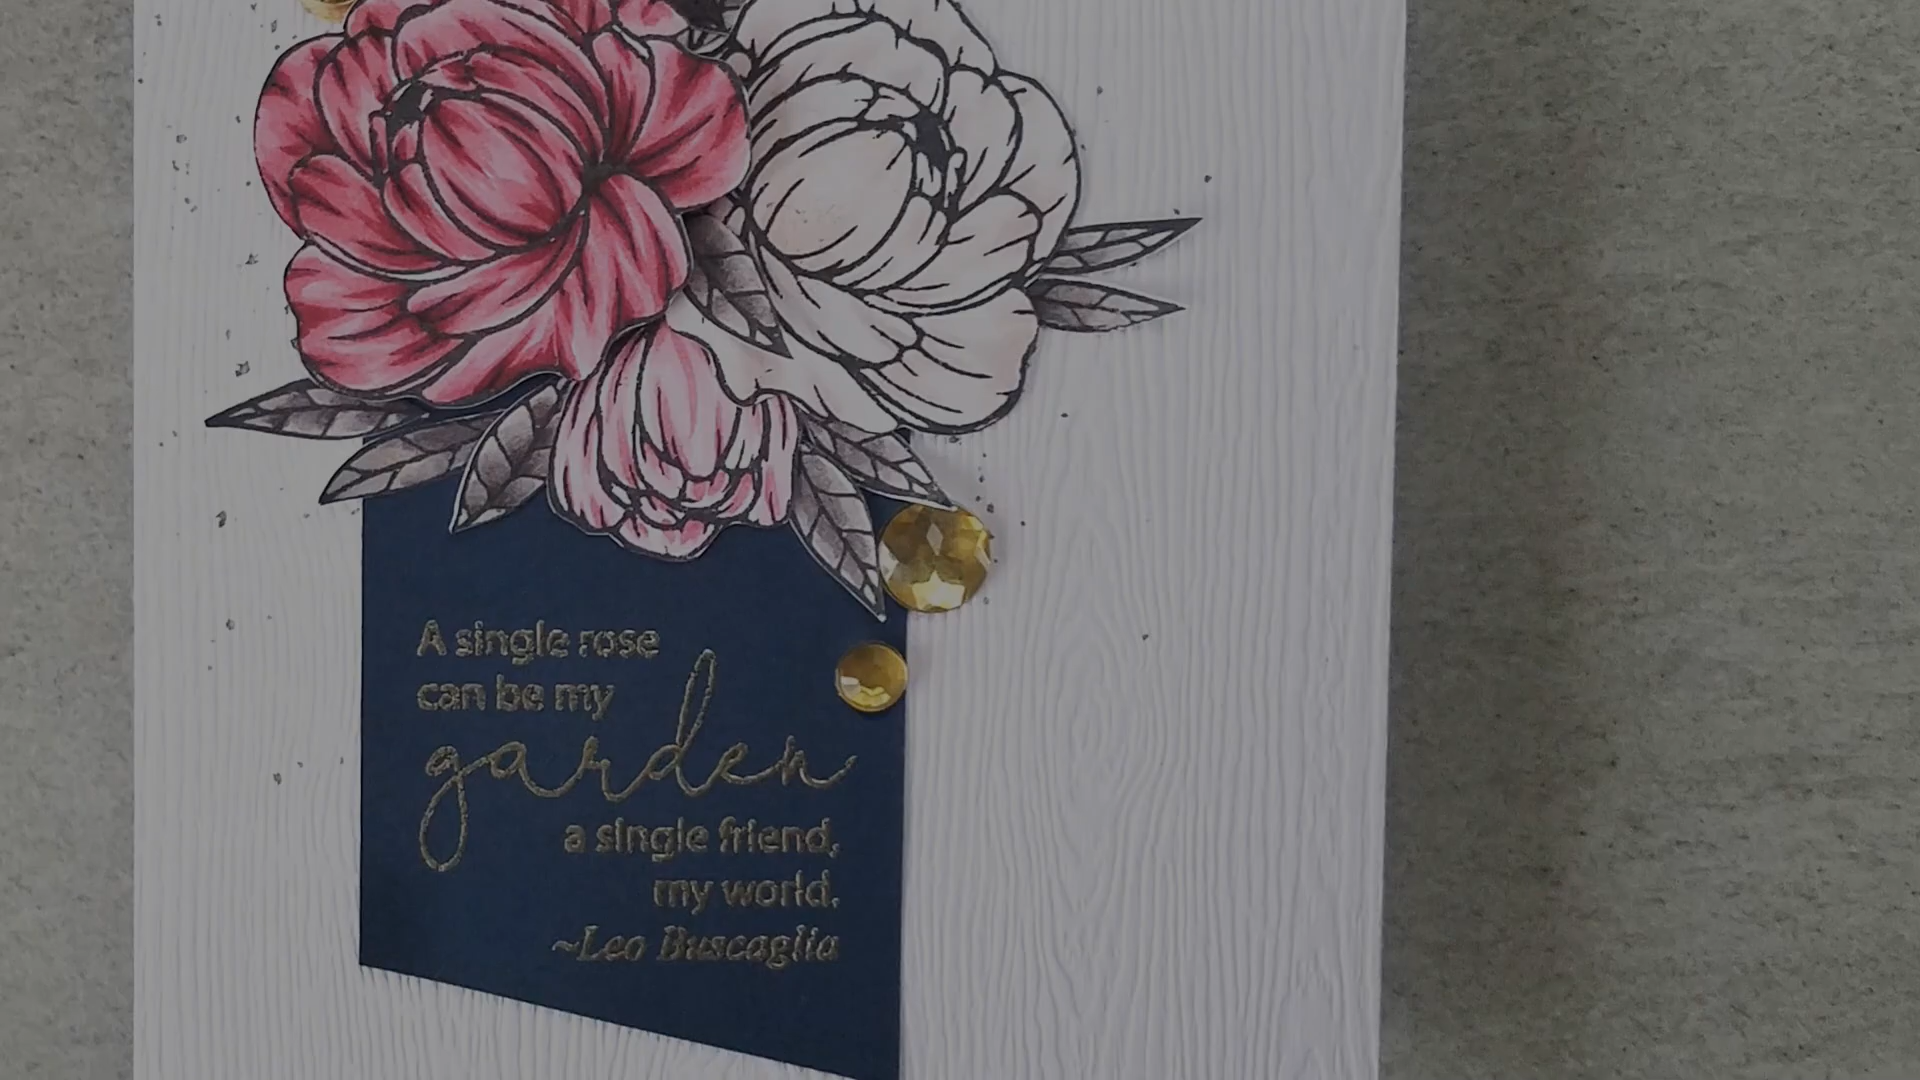 A single rose
can be my
garden
a single friend,
my world.
~Leo Buscaglia